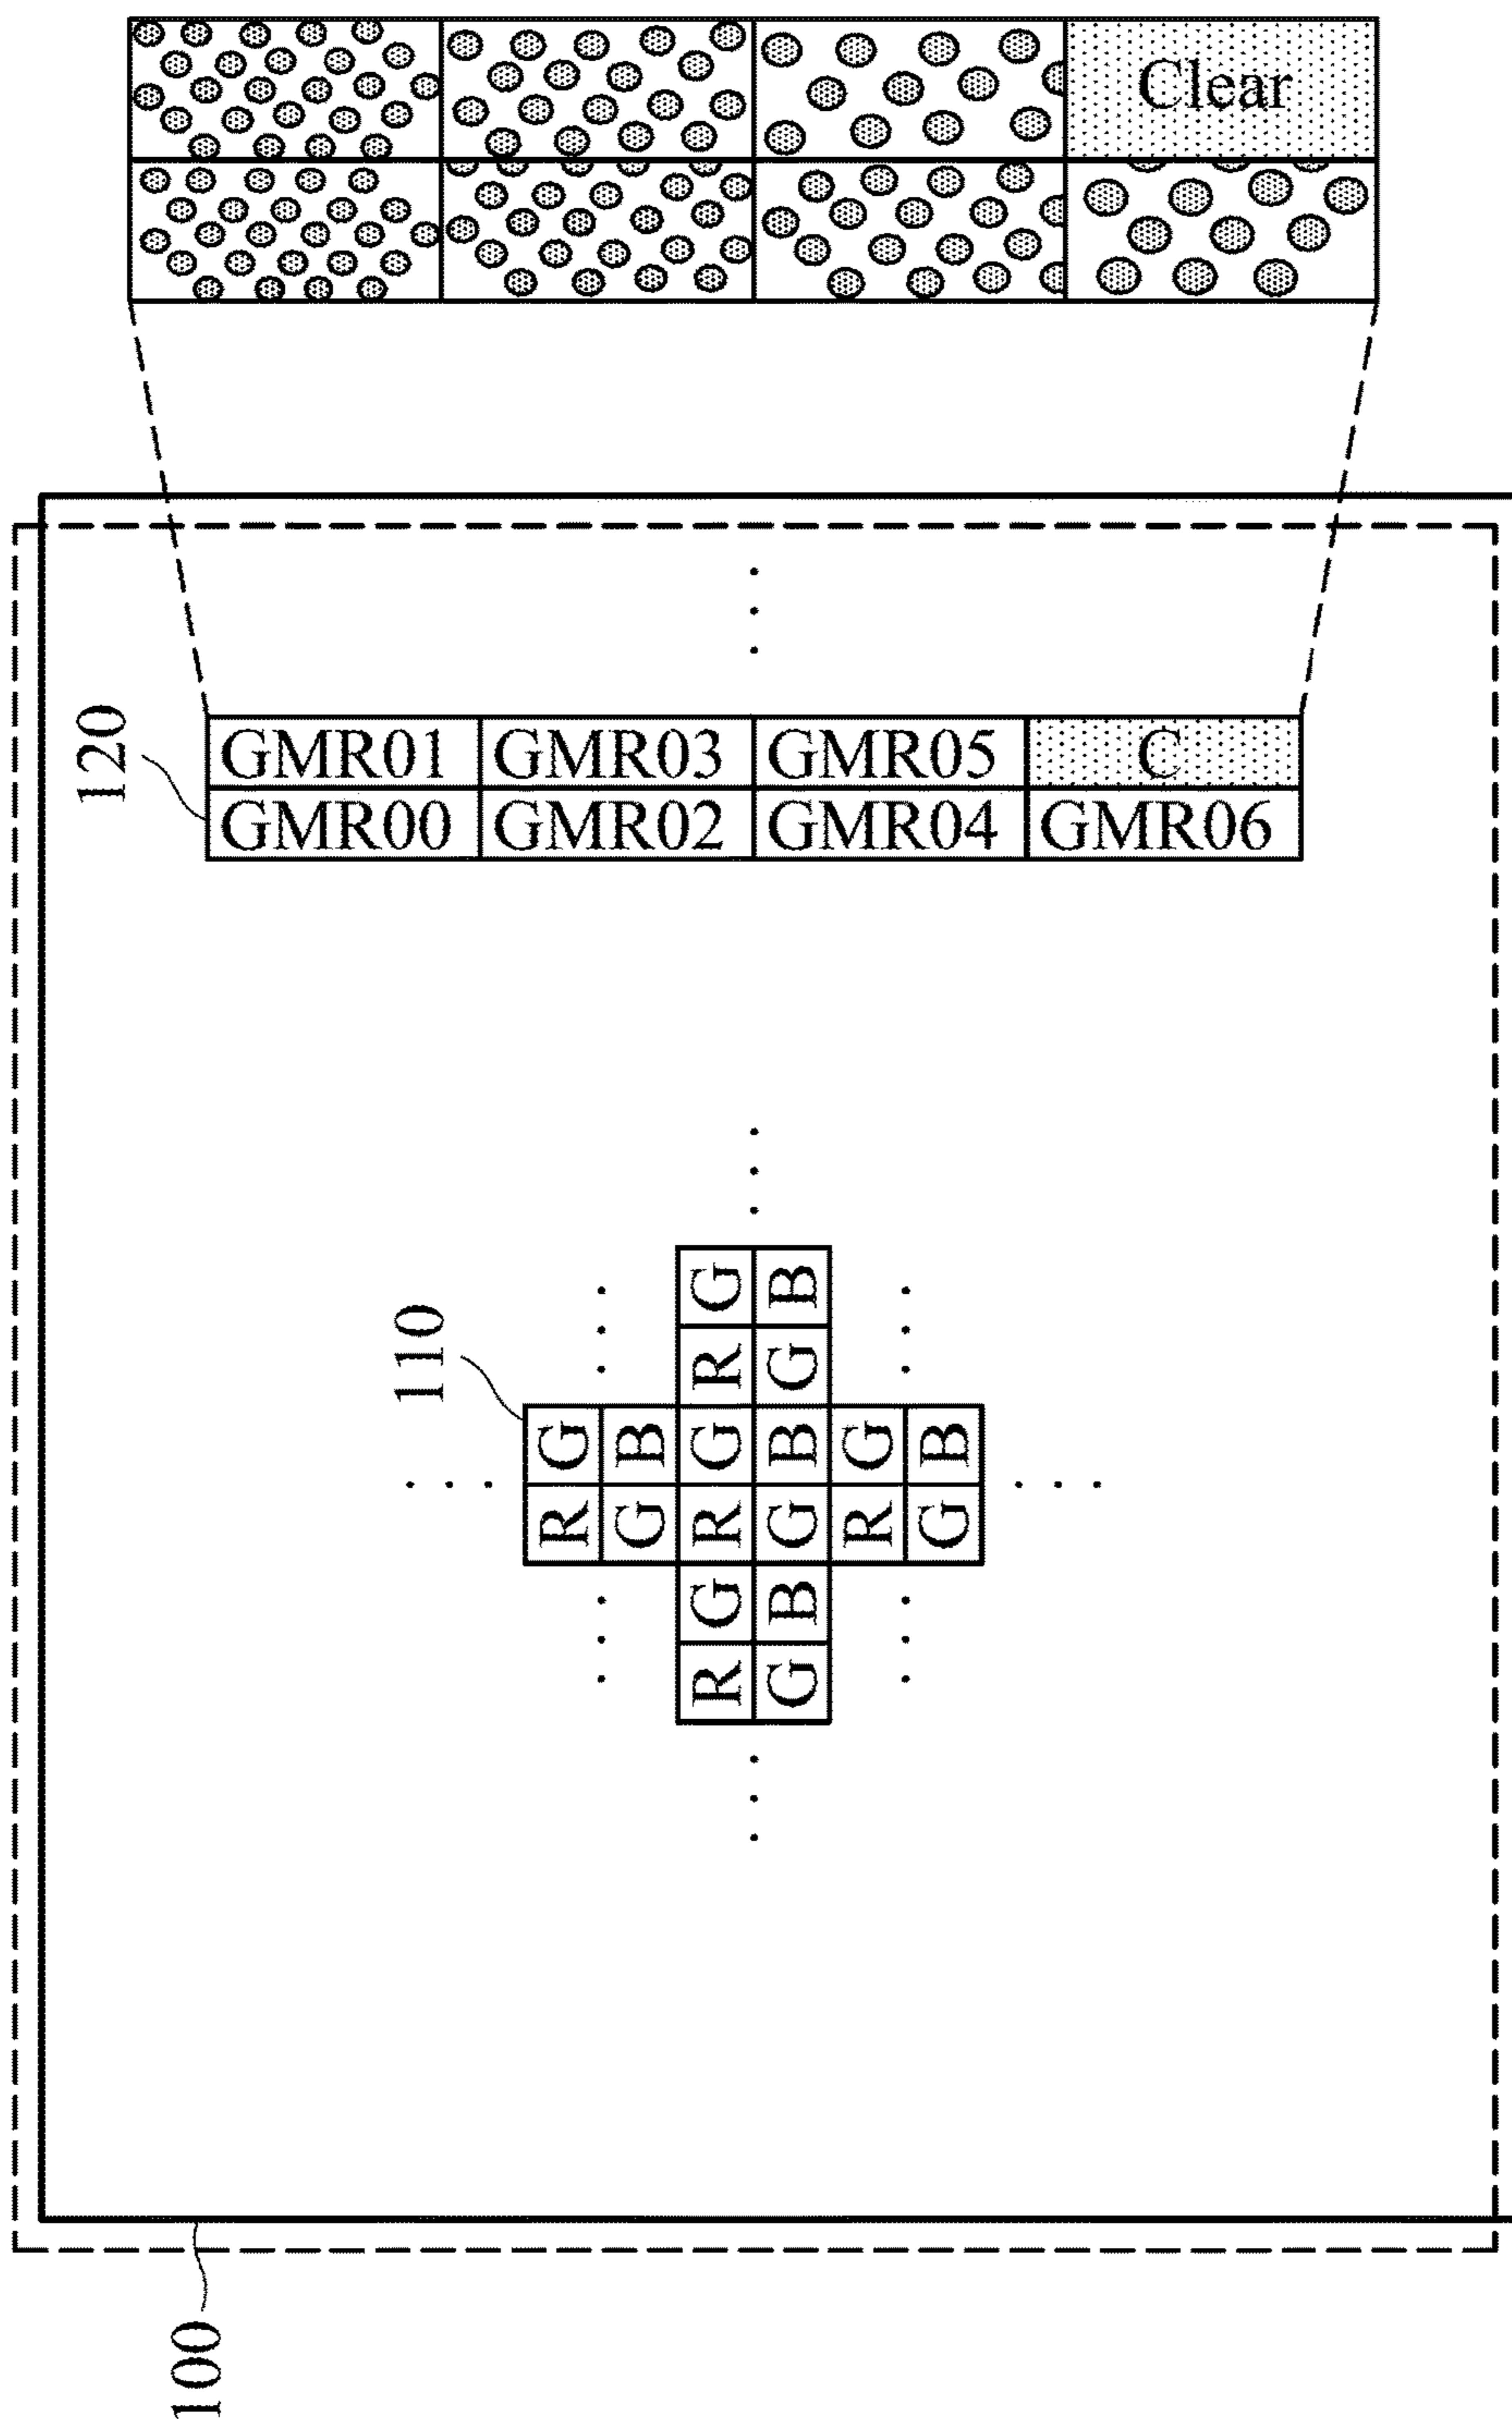 Clear
120
GMR01 GMR03 GMR05 C
GMR00 GMR02 GMR04 GMR06
110
R G
G B
R G R G R G
G B G B G B
R G
G B
100